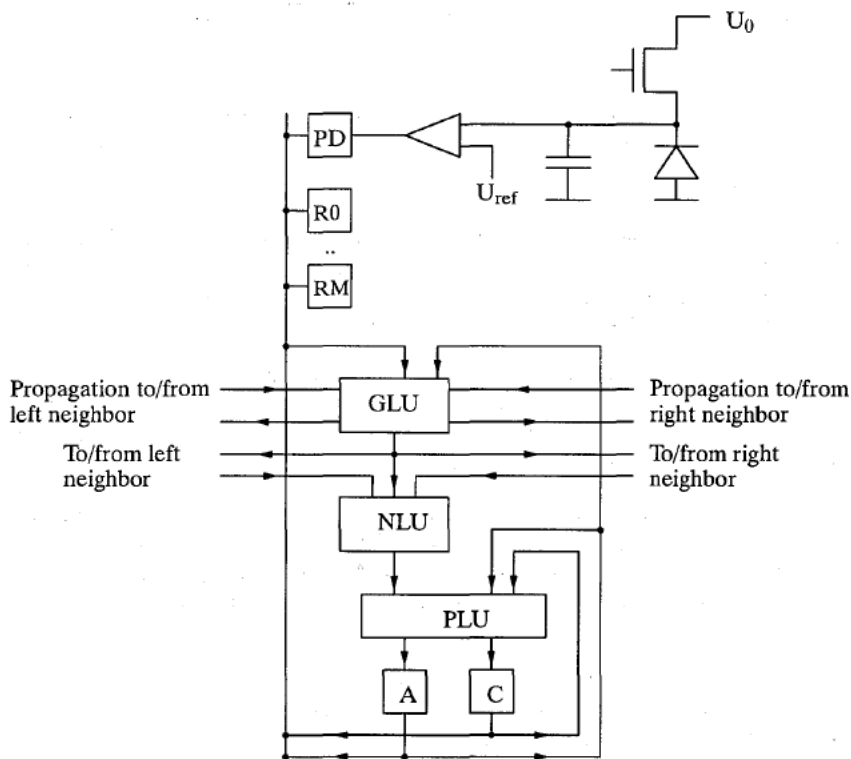 U0
PD
Uref
R0
..
RM
Propagation to/from
left neighbor
GLU
Propagation to/from
right neighbor
To/from left
neighbor
To/from right
neighbor
NLU
PLU
A
C